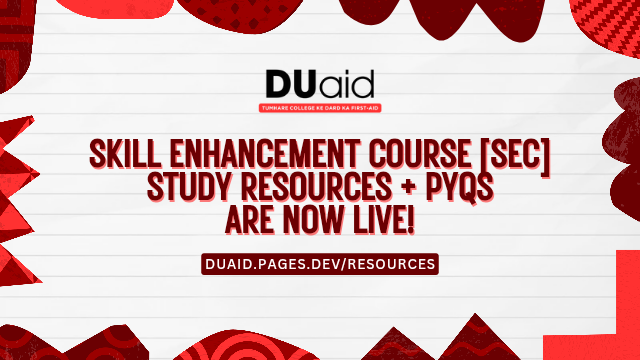 DUaid
TUMHARE COLLEGE KE DARD KA FIRST-AID
SKILL ENHANCEMENT COURSE [SEC]
STUDY RESOURCES + PYQS
ARE NOW LIVE!
DUAID.PAGES.DEV/RESOURCES